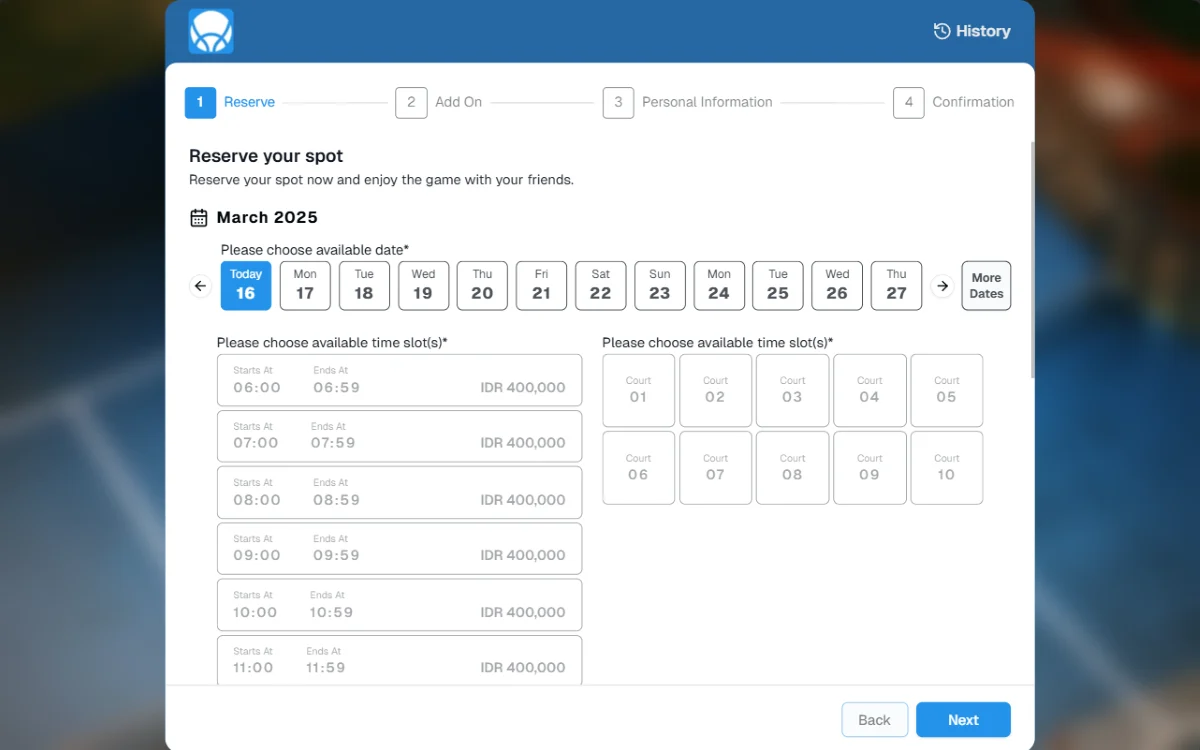 History
1 Reserve 2 Add On 3 Personal Information 4 Confirmation
Reserve your spot
Reserve your spot now and enjoy the game with your friends.
March 2025
Please choose available date*
Today Mon Tue Wed Thu Fri Sat Sun Mon Tue Wed Thu
16 17 18 19 20 21 22 23 24 25 26 27
More
Dates
Please choose available time slot(s)*
Starts At Ends At
06:00 06:59 IDR 400,000
Starts At Ends At
07:00 07:59 IDR 400,000
Starts At Ends At
08:00 08:59 IDR 400,000
Starts At Ends At
09:00 09:59 IDR 400,000
Starts At Ends At
10:00 10:59 IDR 400,000
Starts At Ends At
11:00 11:59 IDR 400,000
Please choose available time slot(s)*
Court Court Court Court Court
01 02 03 04 05
Court Court Court Court Court
06 07 08 09 10
Back Next